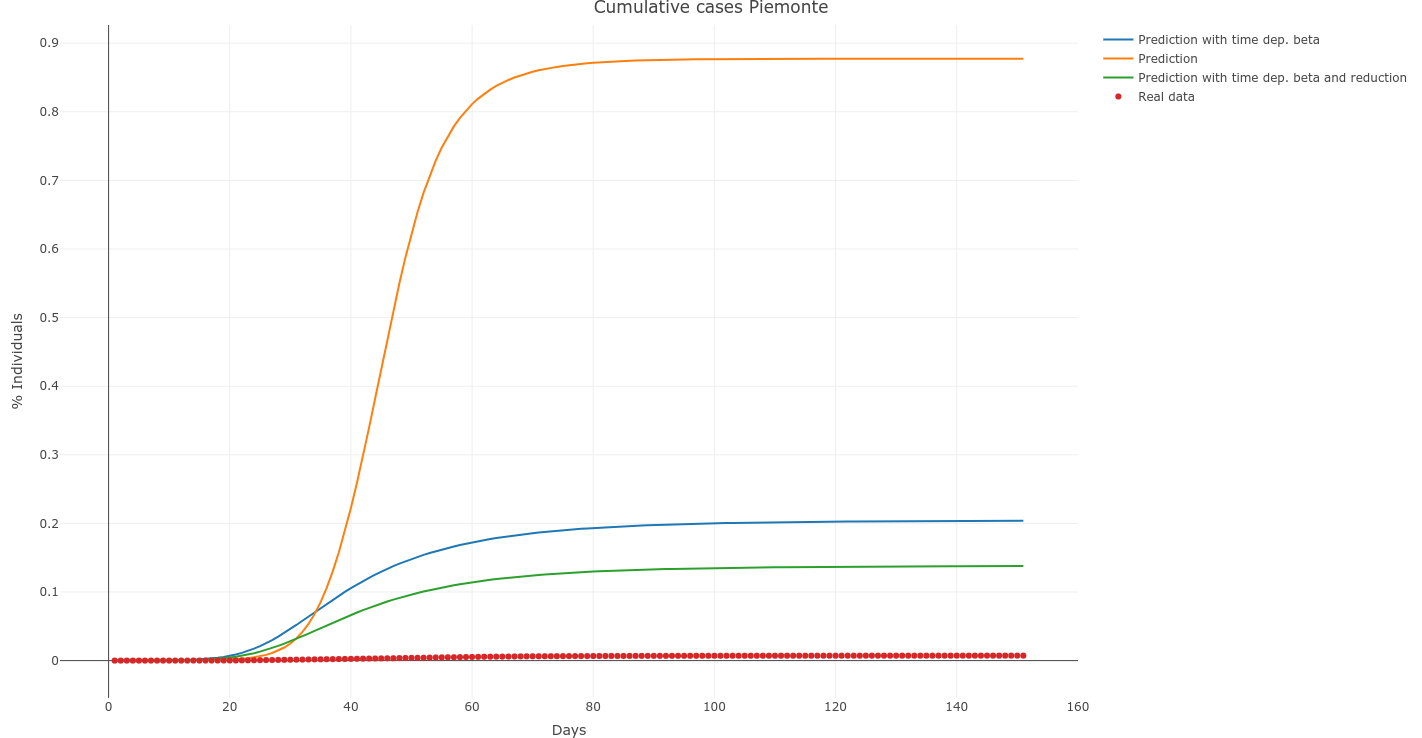 Cumulative cases Piemonte
Prediction with time dep. beta
Prediction
Prediction with time dep. beta and reduction
Real data
% Individuals
0.9
0.8
0.7
0.6
0.5
0.4
0.3
0.2
0.1
0
0 20 40 60 80 100 120 140 160
Days